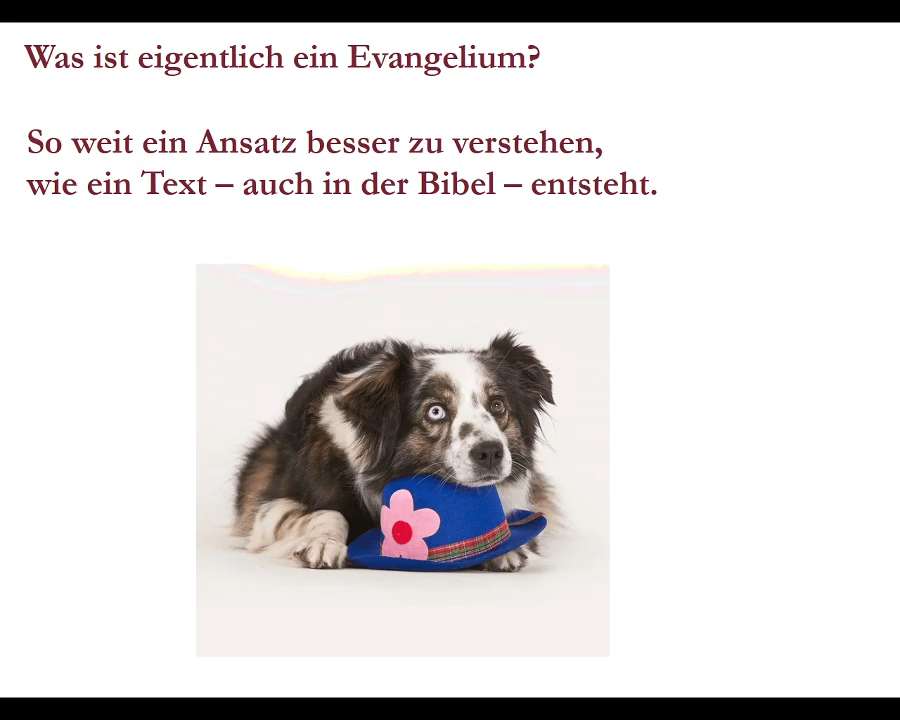 Was ist eigentlich ein Evangelium?
So weit ein Ansatz besser zu verstehen,
wie ein Text – auch in der Bibel – entsteht.